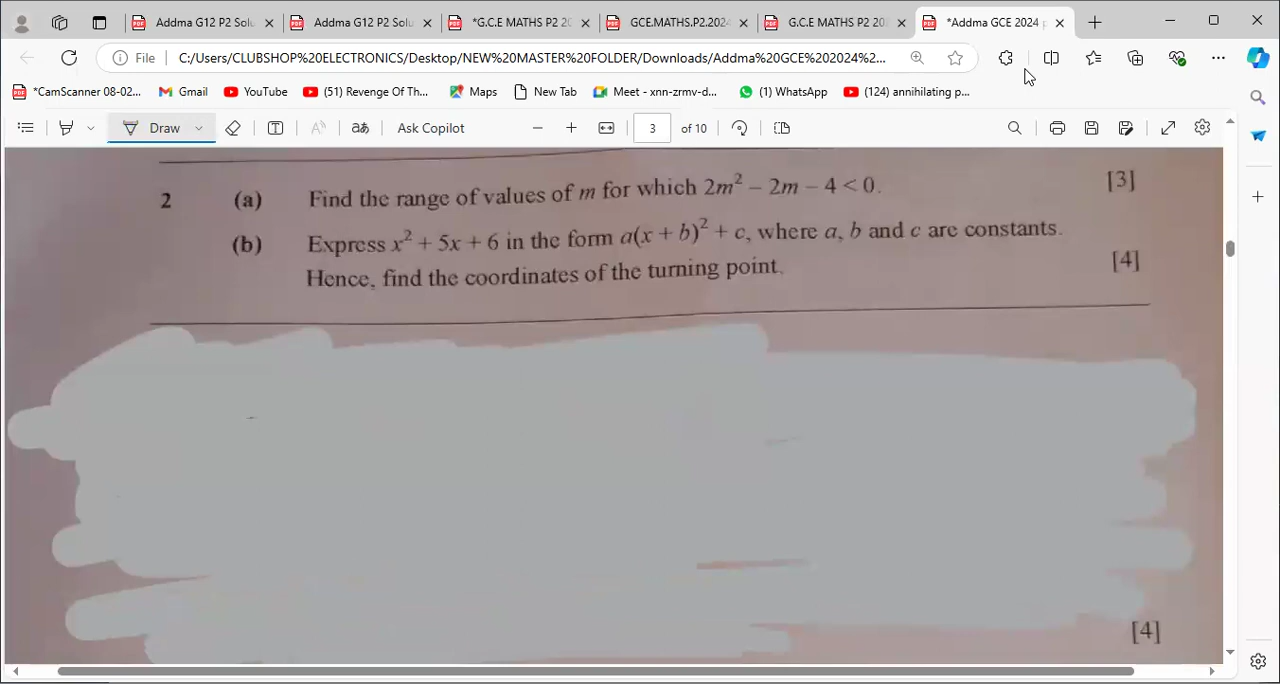 Addma G12 P2 Solu
Addma G12 P2 Solu
*G.C.E MATHS P2 20
GCE.MATHS.P2.2024
G.C.E MATHS P2 20
*Addma GCE 2024 p
File
C:/Users/CLUBSHOP%20ELECTRONICS/Desktop/NEW%20MASTER%20FOLDER/Downloads/Addma%20GCE%202024%2...
*CamScanner 08-02...
Gmail
YouTube
(51) Revenge Of Th...
Maps
New Tab
Meet - xnn-zrmv-d...
(1) WhatsApp
(124) annihilating p...
Draw
Ask Copilot
3 of 10
2 (a) Find the range of values of m for which 2m² − 2m − 4 < 0. [3]
(b) Express x² + 5x + 6 in the form a(x + b)² + c, where a, b and c are constants.
Hence, find the coordinates of the turning point. [4]
[4]